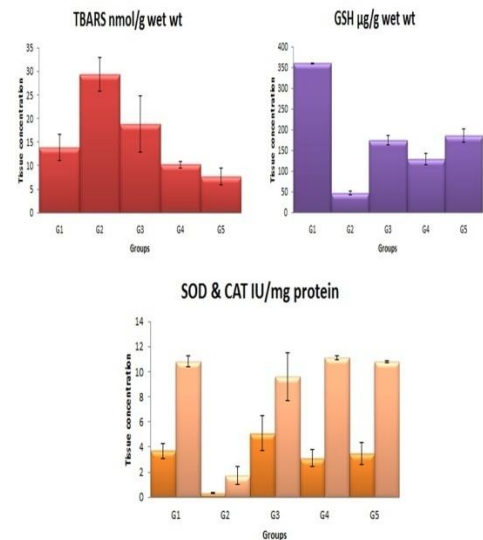 TBARS nmol/g wet wt
Tissue concentration
35
30
25
20
15
10
5
0
G1 G2 G3 G4 G5
Groups
GSH µg/g wet wt
Tissue concentration
400
350
300
250
200
150
100
50
0
G1 G2 G3 G4 G5
Groups
SOD & CAT IU/mg protein
Tissue concentration
14
12
10
8
6
4
2
0
G1 G2 G3 G4 G5
Groups